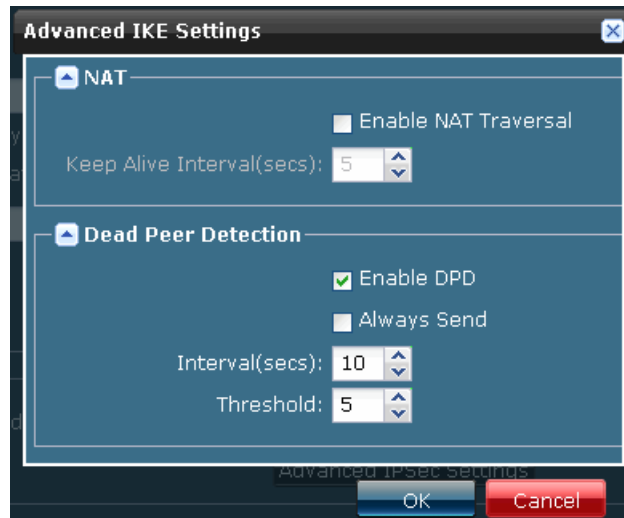 Advanced IKE Settings
NAT
Enable NAT Traversal
Keep Alive Interval(secs): 5
Dead Peer Detection
Enable DPD
Always Send
Interval(secs): 10
Threshold: 5
Advanced IPSec Settings
OK Cancel